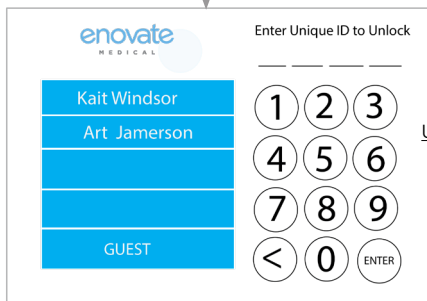 enovate
MEDICAL
Enter Unique ID to Unlock
Kait Windsor
Art Jamerson
GUEST
1 2 3
4 5 6
7 8 9
< 0 ENTER